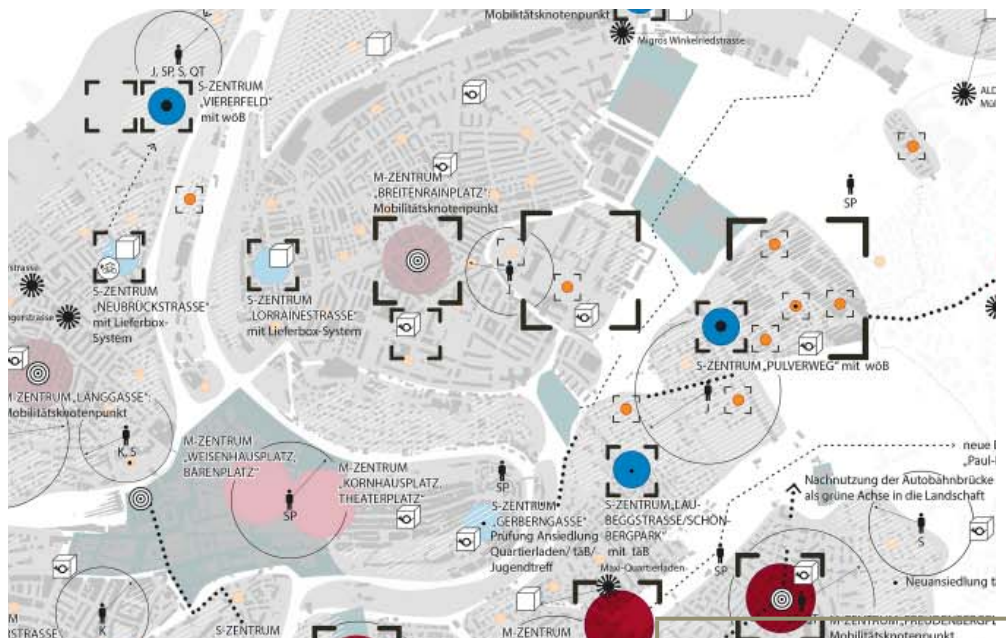 Mobilitätsknotenpunkt
Migros Winkelriedstrasse
J, SP, S, QT
S-ZENTRUM
„VIERERFELD“
mit wöB
SP
M-ZENTRUM
„BREITENRAINPLATZ“:
Mobilitätsknotenpunkt
J
S-ZENTRUM
„NEUBRÜCKSTRASSE“
mit Lieferbox-
System
S-ZENTRUM
„LORRAINESTRASSE“
mit Lieferbox-System
S-ZENTRUM „PULVERWEG“ mit wöB
J
M-ZENTRUM „LÄNGGASSE“:
Mobilitätsknotenpunkt
K, S
M-ZENTRUM
„WEISENHAUSPLATZ,
BÄRENPLATZ“
M-ZENTRUM
„KORNHAUSPLATZ,
THEATERPLATZ“
SP
SP
S-ZENTRUM
„GERBERNGASSE“
Prüfung Ansiedlung
Quartierladen/ täB/
Jugendtreff
S-ZENTRUM „LAU-
BEGGSTRASSE/SCHÖN-
BERGPARK“
mit täB
Maxi-Quartierladen
SP
neue
Nachnutzung der Autobahnbrücke
als grüne Achse in die Landschaft
S
Neuansiedlung
K
S-ZENTRUM
M-ZENTRUM
Mobilitätsknotenpunkt